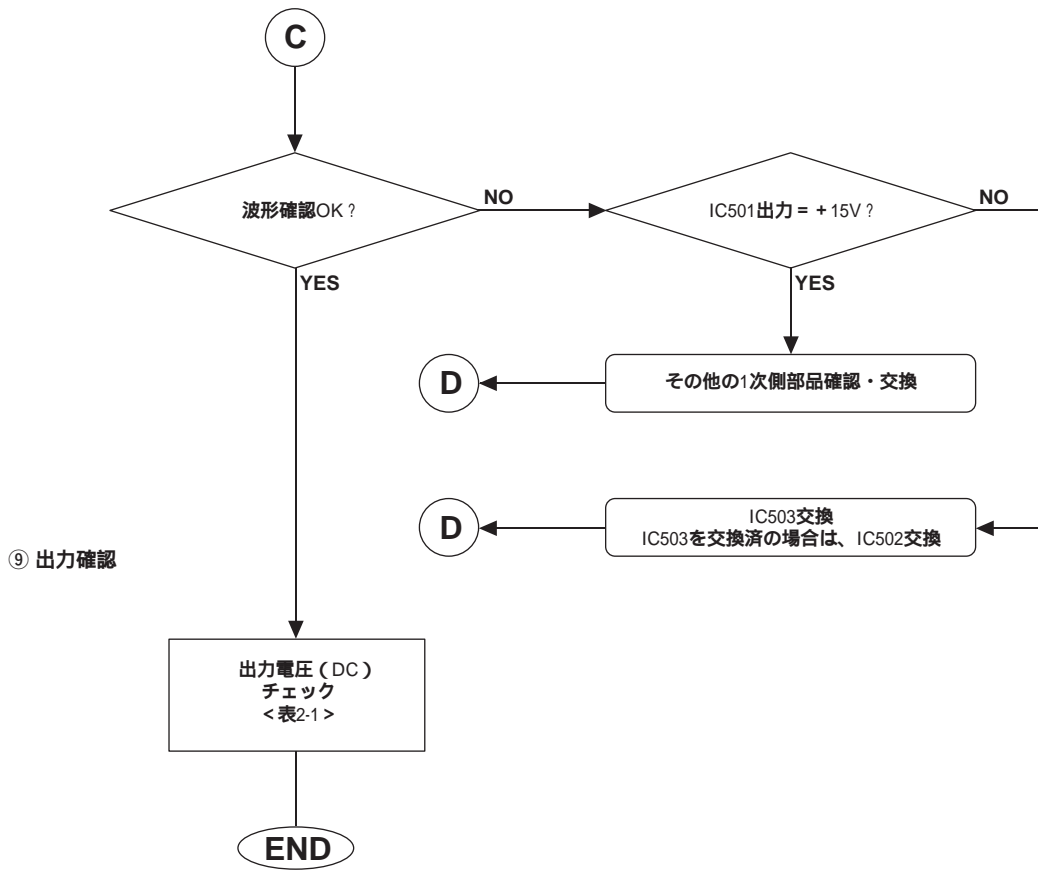 C
波形確認OK ?
NO
IC501出力 = + 15V ?
NO
YES
YES
D
その他の1次側部品確認・交換
D
IC503交換
IC503を交換済の場合は、IC502交換
⑨ 出力確認
出力電圧 ( DC )
チェック
< 表2-1 >
END